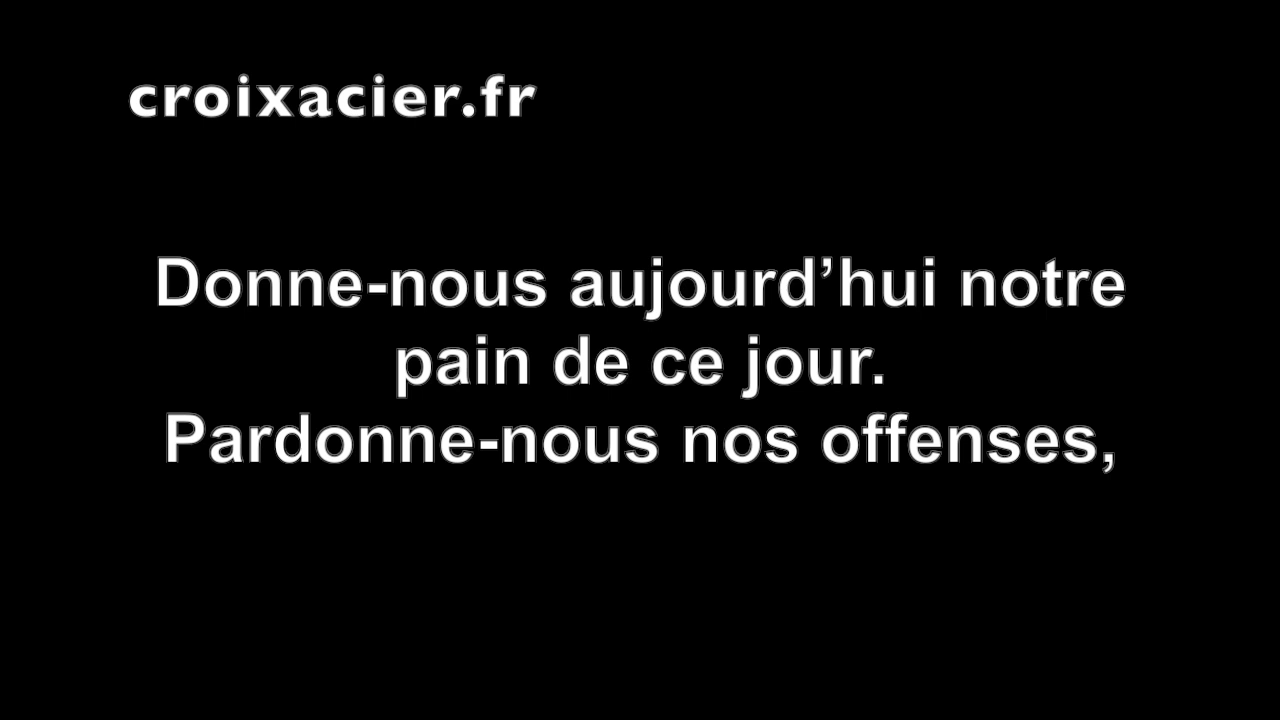 croixacier.fr
Donne-nous aujourd’hui notre
pain de ce jour.
Pardonne-nous nos offenses,